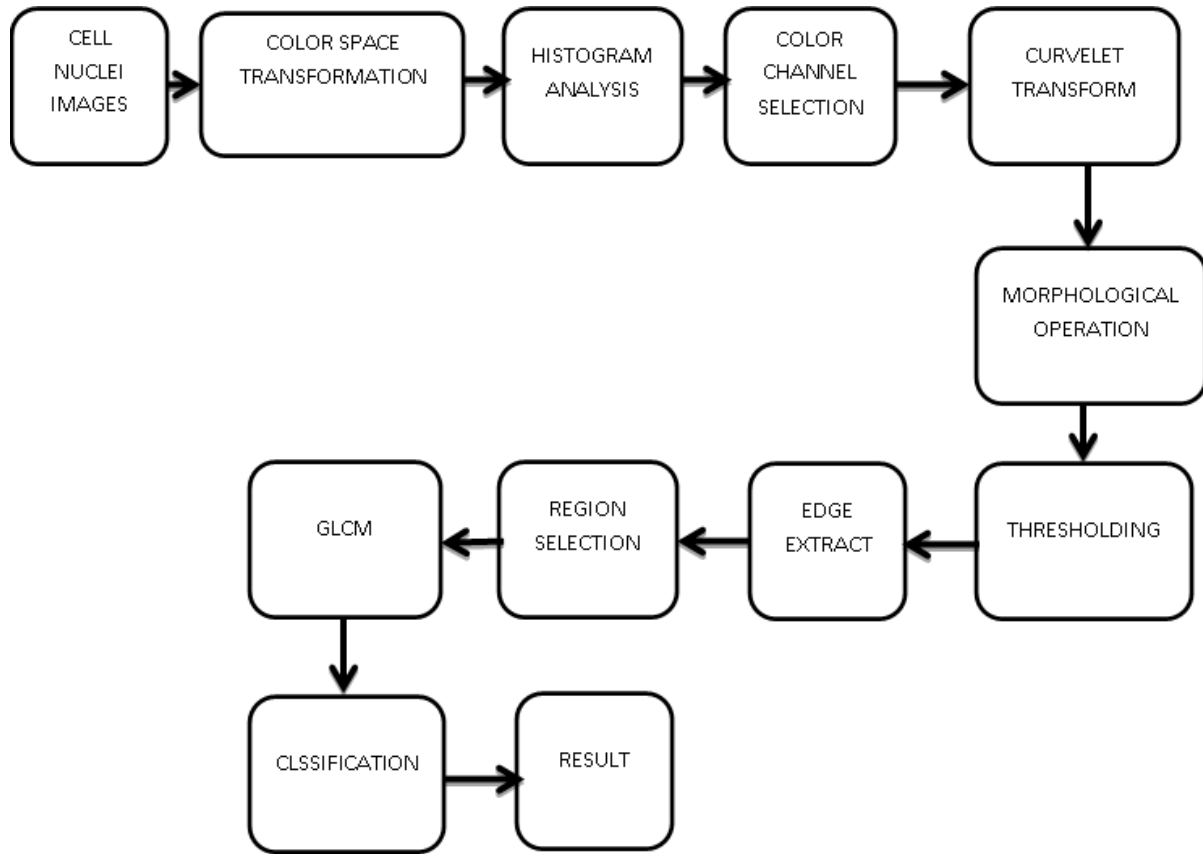 CELL
NUCLEI
IMAGES
COLOR SPACE
TRANSFORMATION
HISTOGRAM
ANALYSIS
COLOR
CHANNEL
SELECTION
CURVELET
TRANSFORM
MORPHOLOGICAL
OPERATION
THRESHOLDING
EDGE
EXTRACT
REGION
SELECTION
GLCM
CLSSIFICATION
RESULT